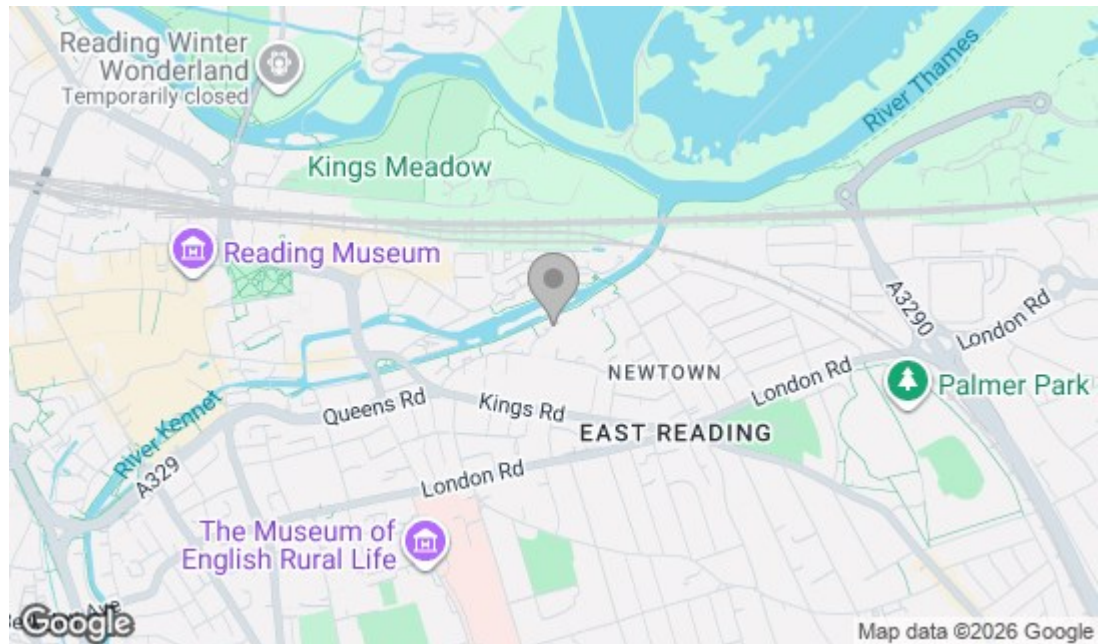 Reading Winter
Wonderland
Temporarily closed
River Thames
Kings Meadow
Reading Museum
A3290
London Rd
NEWTOWN
London Rd
Palmer Park
Queens Rd
Kings Rd
EAST READING
River Kennet
A329
London Rd
The Museum of
English Rural Life
Google
Map data ©2026 Google